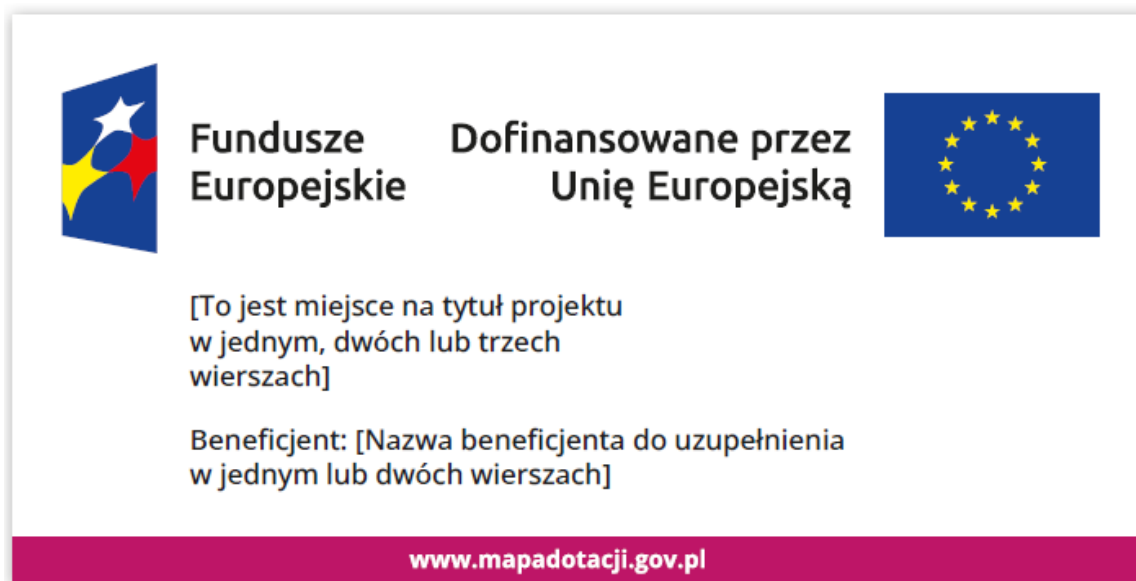 Fundusze
Europejskie
Dofinansowane przez
Unię Europejską
[To jest miejsce na tytuł projektu
w jednym, dwóch lub trzech
wierszach]
Beneficjent: [Nazwa beneficjenta do uzupełnienia
w jednym lub dwóch wierszach]
www.mapadotacji.gov.pl